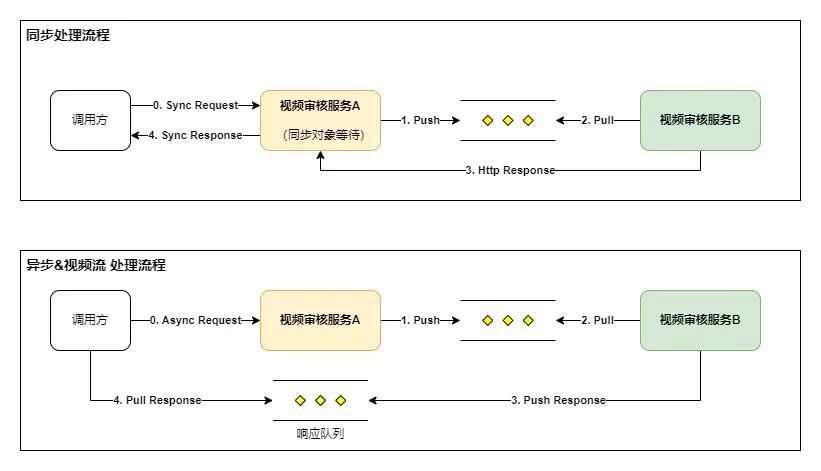 同步处理流程
调用方
0. Sync Request
4. Sync Response
视频审核服务A
(同步对象等待)
1. Push
2. Pull
视频审核服务B
3. Http Response
异步&视频流 处理流程
调用方
0. Async Request
视频审核服务A
1. Push
2. Pull
视频审核服务B
4. Pull Response
3. Push Response
响应队列